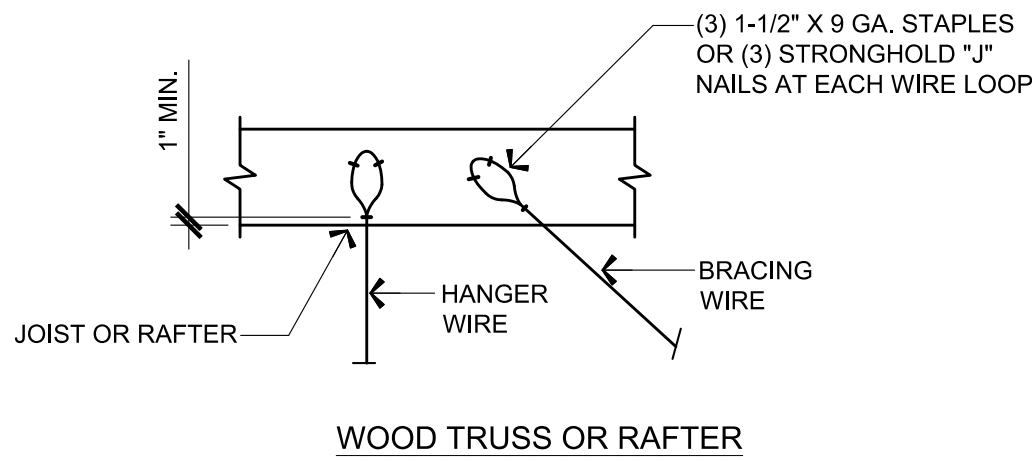 (3) 1-1/2" X 9 GA. STAPLES
OR (3) STRONGHOLD "J"
NAILS AT EACH WIRE LOOP
1" MIN.
BRACING
WIRE
HANGER
WIRE
JOIST OR RAFTER
WOOD TRUSS OR RAFTER